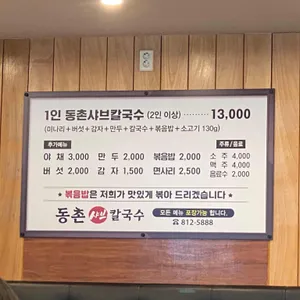 1인 동촌샤브칼국수 (2인 이상) ········· 13,000
(미나리+버섯+감자+만두+칼국수+볶음밥+소고기 130g)
추가메뉴 주류/음료
야 채 3,000 만 두 2,000 볶음밥 2,000 소 주 4,000
맥 주 4,000
버 섯 2,000 감 자 1,500 면사리 2,500 음료수 2,000
★ 볶음밥은 저희가 맛있게 볶아 드리겠습니다! ★
동촌 샤브 칼국수 모든 메뉴 포장가능 합니다.
☎ 812-5888